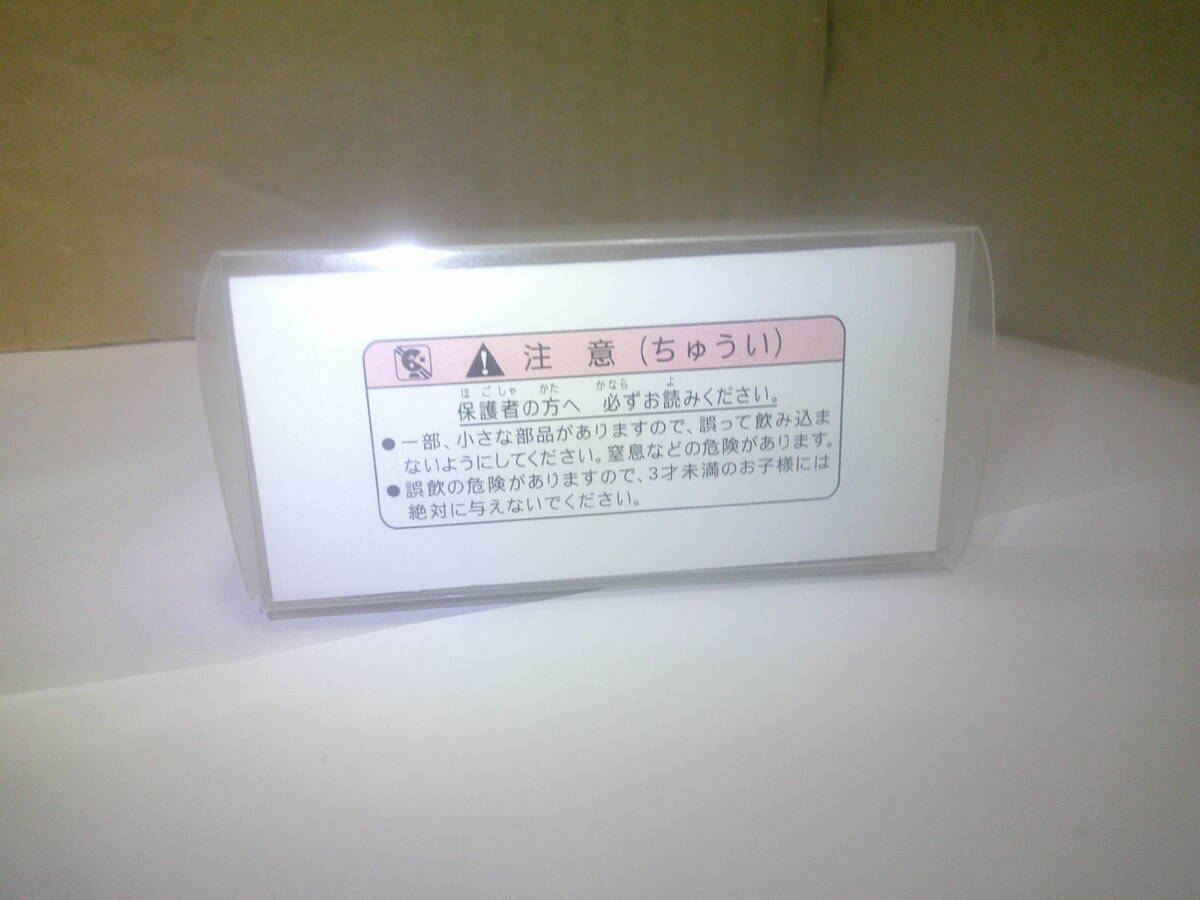 注 意 (ちゅうい)
ほ ご しゃ かた かなら よ
保護者の方へ 必ずお読みください。
●一部、小さな部品がありますので、誤って飲み込ま
ないようにしてください。窒息などの危険があります。
●誤飲の危険がありますので、3才未満のお子様には
絶対に与えないでください。